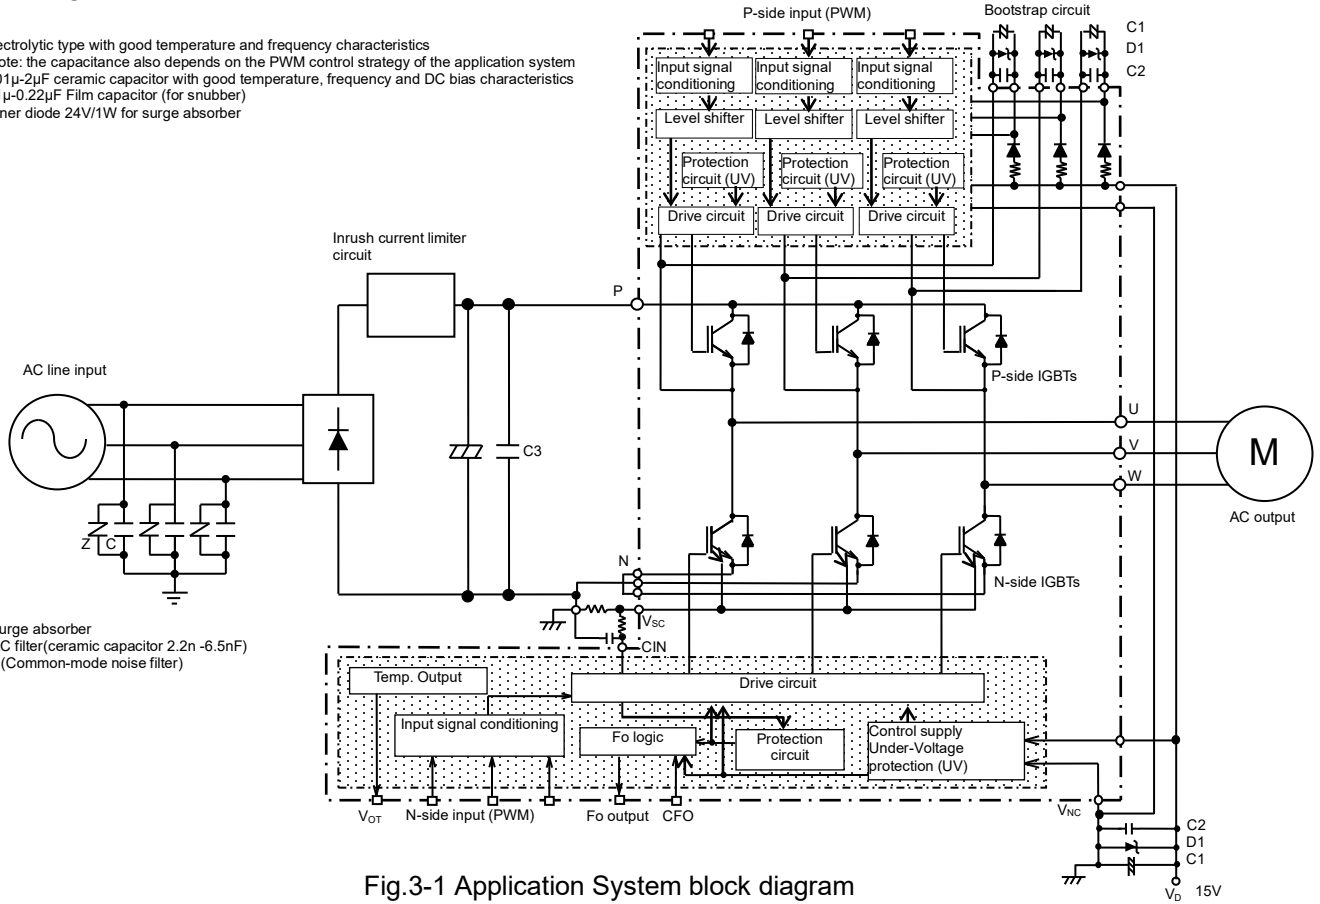 P-side input (PWM)
Bootstrap circuit
C1
D1
C2
electrolytic type with good temperature and frequency characteristics
ote: the capacitance also depends on the PWM control strategy of the application system
01μ-2μF ceramic capacitor with good temperature, frequency and DC bias characteristics
1μ-0.22μF Film capacitor (for snubber)
ner diode 24V/1W for surge absorber
Input signal conditioning
Input signal conditioning
Input signal conditioning
Level shifter
Level shifter
Level shifter
Protection circuit (UV)
Protection circuit (UV)
Protection circuit (UV)
Drive circuit
Drive circuit
Drive circuit
Inrush current limiter
circuit
P
AC line input
P-side IGBTs
U
V
W
C3
M
AC output
Z
C
N
N-side IGBTs
VSC
CIN
urge absorber
C filter(ceramic capacitor 2.2n -6.5nF)
(Common-mode noise filter)
Temp. Output
Drive circuit
Input signal conditioning
Fo logic
Protection
circuit
Control supply
Under-Voltage
protection (UV)
VOT
N-side input (PWM)
Fo output
CFO
VNC
C2
D1
C1
VD
15V
Fig.3-1 Application System block diagram